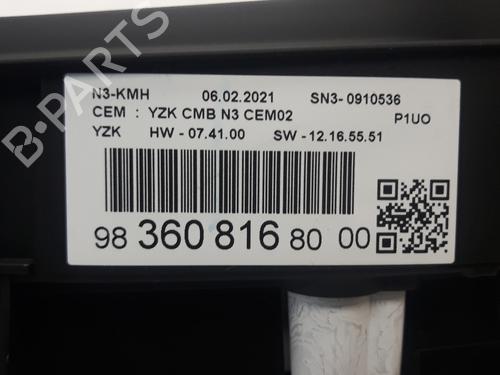 B-PARTS
N3-KMH 06.02.2021 SN3- 0910536
CEM : YZK CMB N3 CEM02 P1UO
YZK HW - 07.41.00 SW - 12.16.55.51
98 360 816 80 00